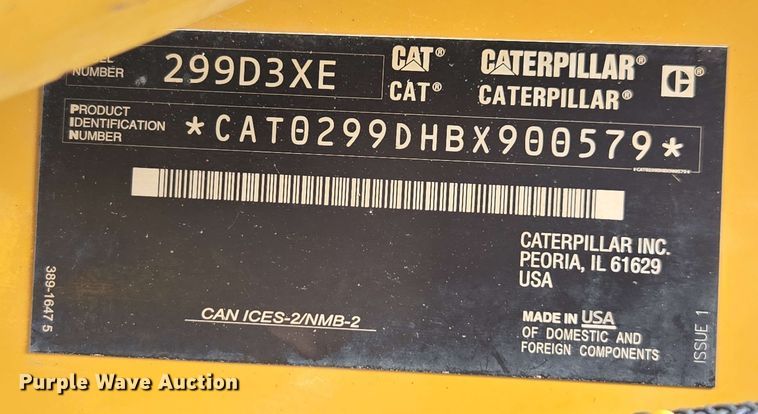 NUMBER 299D3XE
CAT® CATERPILLAR® C
CAT® CATERPILLAR®
PRODUCT
IDENTIFICATION
NUMBER
*CAT0299DHBX900579*
CATERPILLAR INC.
PEORIA, IL 61629
USA
389-1647 5
CAN ICES-2/NMB-2
MADE IN USA
OF DOMESTIC AND
FOREIGN COMPONENTS
ISSUE 1
Purple Wave Auction